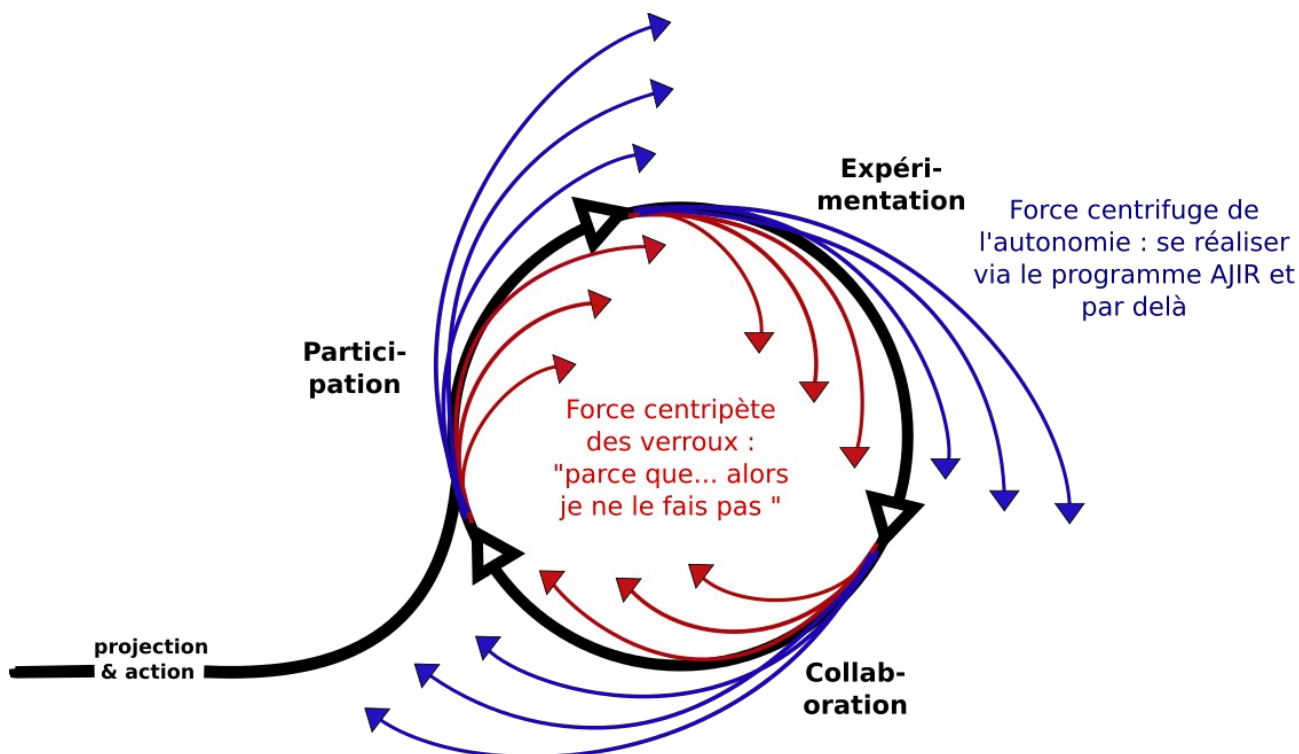 Expéri-
mentation
Force centrifuge de
l'autonomie : se réaliser
via le programme AJIR et
par delà
Partici-
pation
Force centripète
des verroux :
"parce que... alors
je ne le fais pas "
projection
& action
Collab-
oration